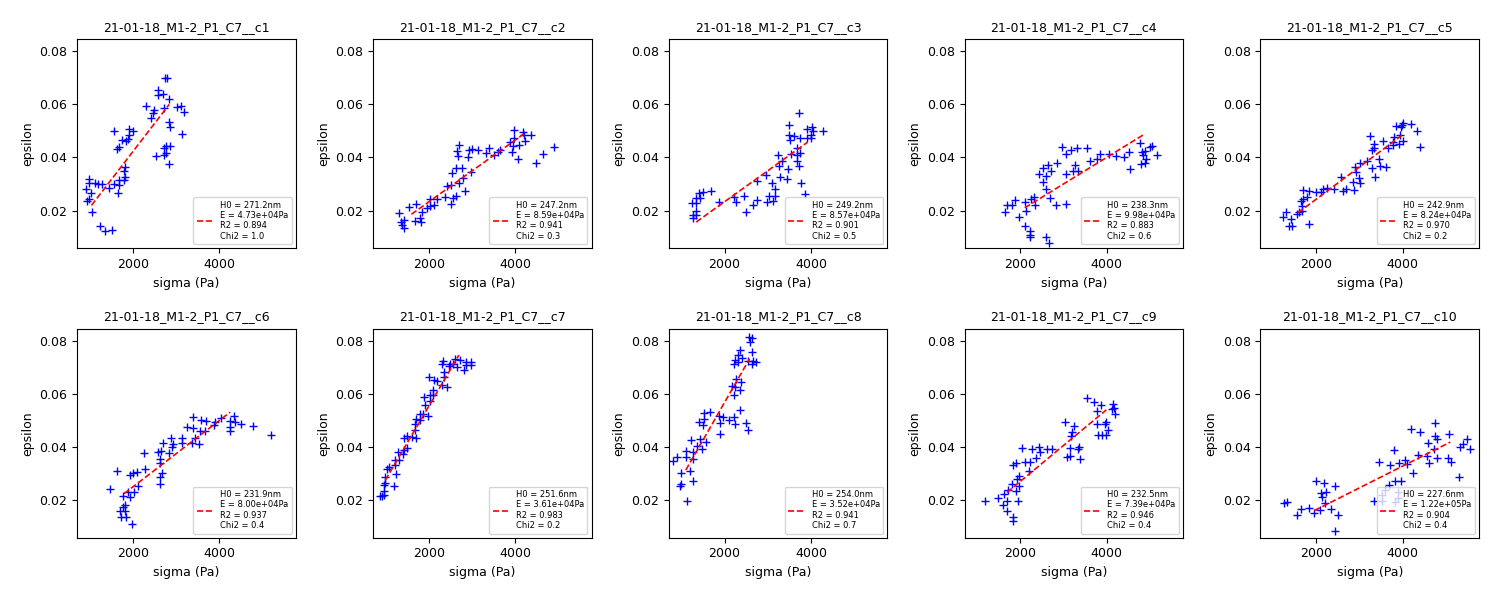 21-01-18_M1-2_P1_C7__c1
0.08
0.06
0.04
0.02
epsilon
2000 4000
sigma (Pa)
H0 = 271.2nm
E = 4.73e+04Pa
R2 = 0.894
Chi2 = 1.0
21-01-18_M1-2_P1_C7__c2
0.08
0.06
0.04
0.02
epsilon
2000 4000
sigma (Pa)
H0 = 247.2nm
E = 8.59e+04Pa
R2 = 0.941
Chi2 = 0.3
21-01-18_M1-2_P1_C7__c3
0.08
0.06
0.04
0.02
epsilon
2000 4000
sigma (Pa)
H0 = 249.2nm
E = 8.57e+04Pa
R2 = 0.901
Chi2 = 0.5
21-01-18_M1-2_P1_C7__c4
0.08
0.06
0.04
0.02
epsilon
2000 4000
sigma (Pa)
H0 = 238.3nm
E = 9.98e+04Pa
R2 = 0.883
Chi2 = 0.6
21-01-18_M1-2_P1_C7__c5
0.08
0.06
0.04
0.02
epsilon
2000 4000
sigma (Pa)
H0 = 242.9nm
E = 8.24e+04Pa
R2 = 0.970
Chi2 = 0.2
21-01-18_M1-2_P1_C7__c6
0.08
0.06
0.04
0.02
epsilon
2000 4000
sigma (Pa)
H0 = 231.9nm
E = 8.00e+04Pa
R2 = 0.937
Chi2 = 0.4
21-01-18_M1-2_P1_C7__c7
0.08
0.06
0.04
0.02
epsilon
2000 4000
sigma (Pa)
H0 = 251.6nm
E = 3.61e+04Pa
R2 = 0.983
Chi2 = 0.2
21-01-18_M1-2_P1_C7__c8
0.08
0.06
0.04
0.02
epsilon
2000 4000
sigma (Pa)
H0 = 254.0nm
E = 3.52e+04Pa
R2 = 0.941
Chi2 = 0.7
21-01-18_M1-2_P1_C7__c9
0.08
0.06
0.04
0.02
epsilon
2000 4000
sigma (Pa)
H0 = 232.5nm
E = 7.39e+04Pa
R2 = 0.946
Chi2 = 0.4
21-01-18_M1-2_P1_C7__c10
0.08
0.06
0.04
0.02
epsilon
2000 4000
sigma (Pa)
H0 = 227.6nm
E = 1.22e+05Pa
R2 = 0.904
Chi2 = 0.4